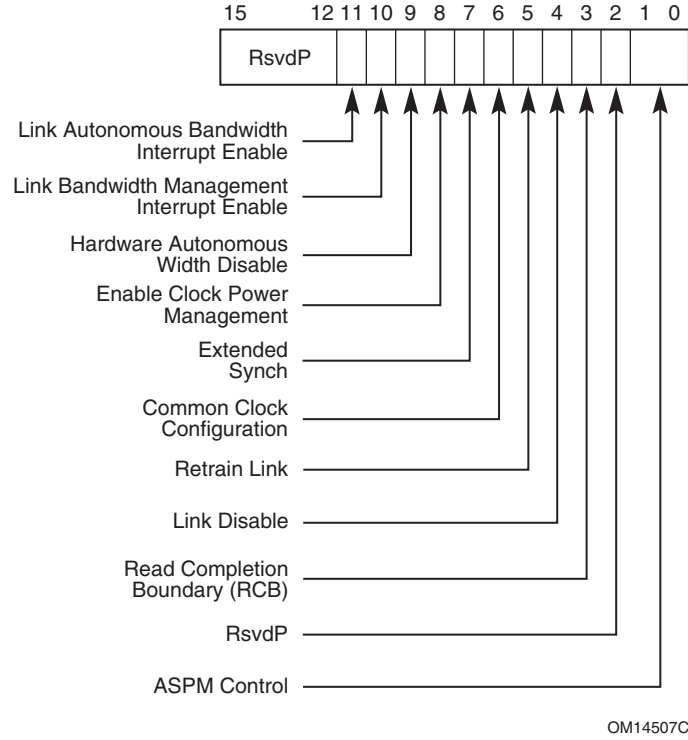 15 12 11 10 9 8 7 6 5 4 3 2 1 0
RsvdP
Link Autonomous Bandwidth
Interrupt Enable
Link Bandwidth Management
Interrupt Enable
Hardware Autonomous
Width Disable
Enable Clock Power
Management
Extended
Synch
Common Clock
Configuration
Retrain Link
Link Disable
Read Completion
Boundary (RCB)
RsvdP
ASPM Control
OM14507C